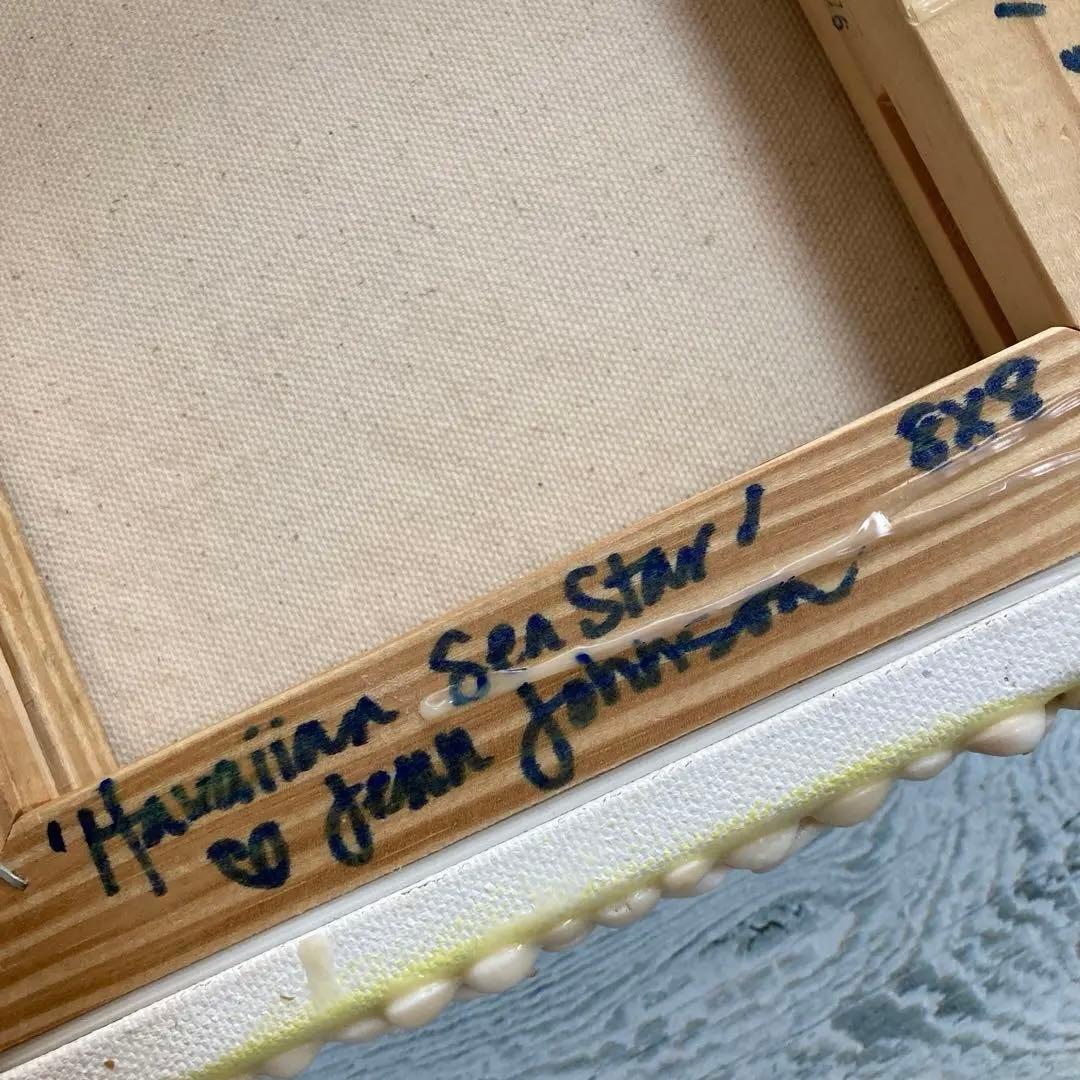 'Hawaiian Sea Star' 8x8
♡ Jenn Johnson